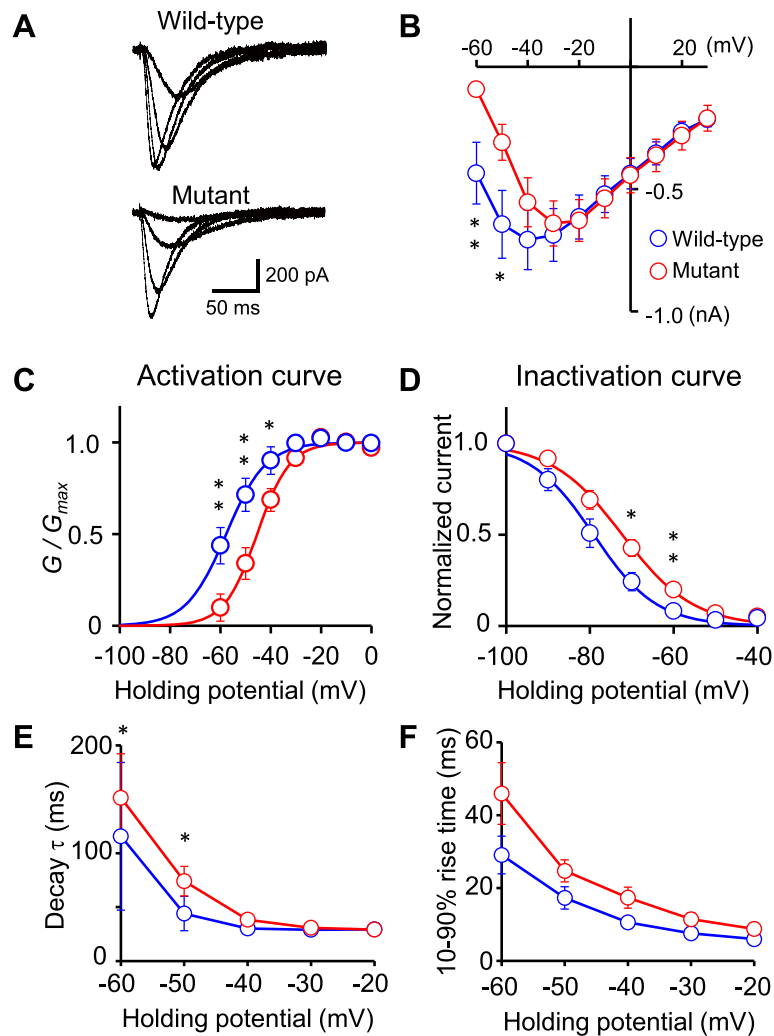 A
Wild-type
Mutant
200 pA
50 ms
B
-60 -40 -20 20 (mV)
-0.5
Wild-type
Mutant
-1.0 (nA)
**
*
C Activation curve
G / Gmax
1.0
0.5
0
** ** *
-100 -80 -60 -40 -20 0
Holding potential (mV)
D Inactivation curve
Normalized current
1.0
0.5
0
* **
-100 -80 -60 -40
Holding potential (mV)
E
Decay τ (ms)
200
100
0
* *
-60 -50 -40 -30 -20
Holding potential (mV)
F
10-90% rise time (ms)
60
40
20
0
-60 -50 -40 -30 -20
Holding potential (mV)